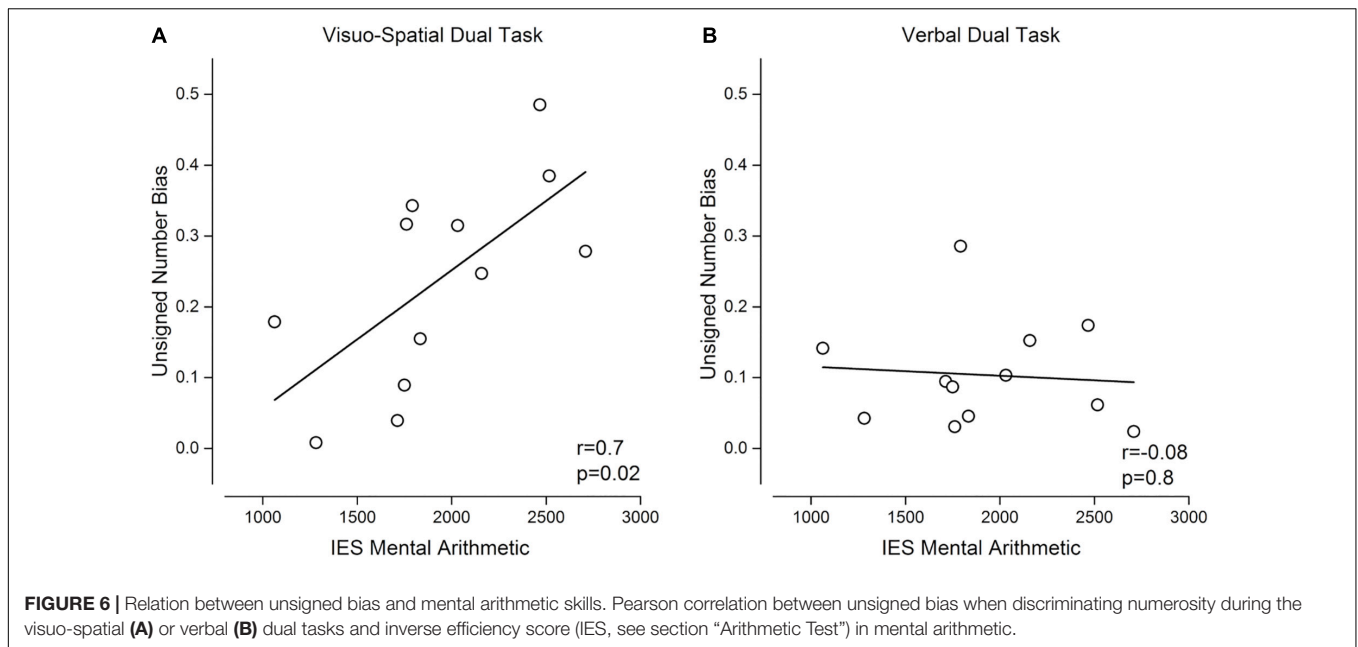 A
Visuo-Spatial Dual Task
Unsigned Number Bias
0.5
0.4
0.3
0.2
0.1
0.0
r=0.7
p=0.02
1000 1500 2000 2500 3000
IES Mental Arithmetic
B
Verbal Dual Task
Unsigned Number Bias
0.5
0.4
0.3
0.2
0.1
0.0
r=-0.08
p=0.8
1000 1500 2000 2500 3000
IES Mental Arithmetic
FIGURE 6 | Relation between unsigned bias and mental arithmetic skills. Pearson correlation between unsigned bias when discriminating numerosity during the
visuo-spatial (A) or verbal (B) dual tasks and inverse efficiency score (IES, see section “Arithmetic Test”) in mental arithmetic.